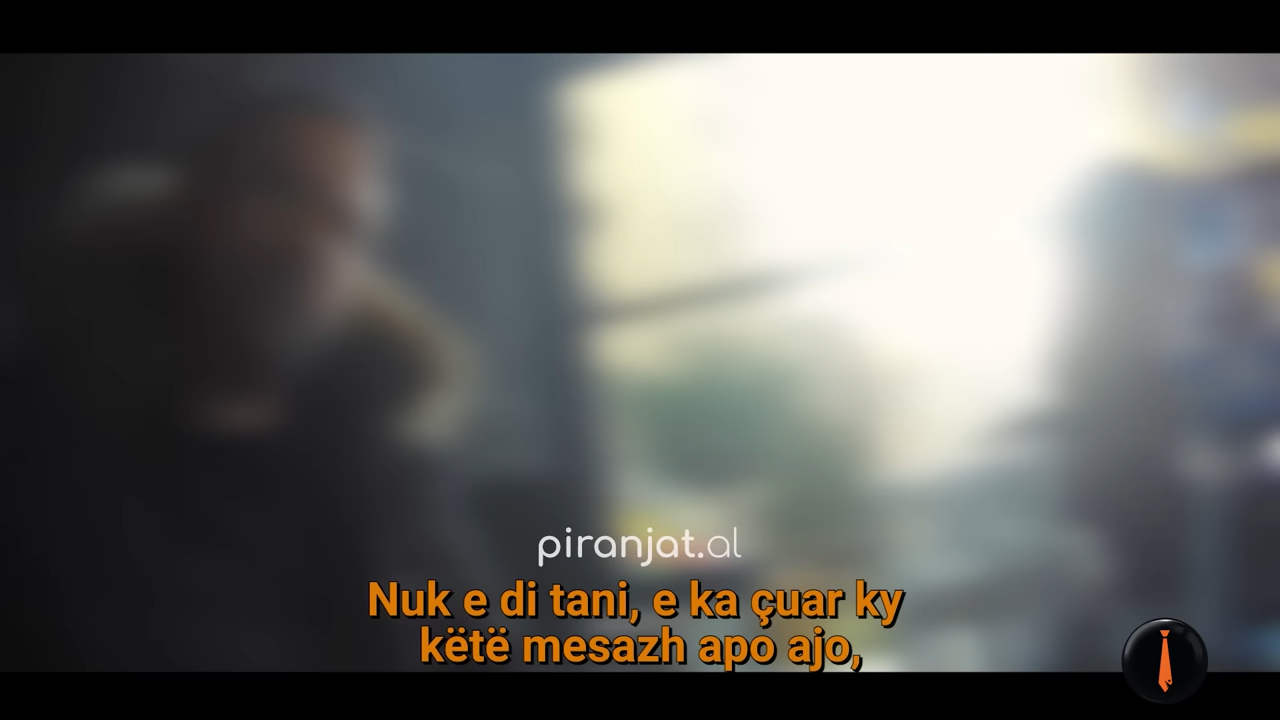 piranjat.al
Nuk e di tani, e ka çuar ky
këtë mesazh apo ajo,